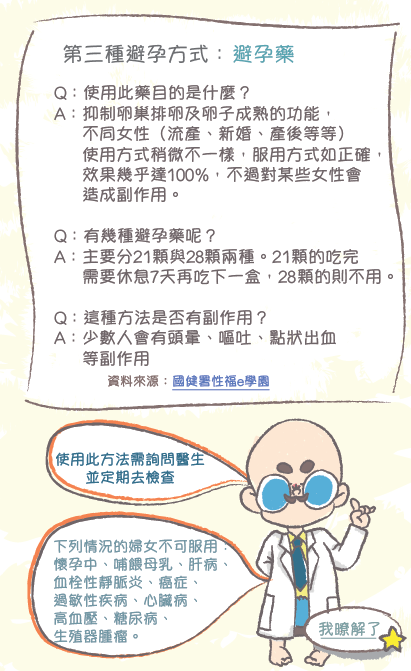 第三種避孕方式：避孕藥
Q：使用此藥目的是什麼？
A：抑制卵巢排卵及卵子成熟的功能，
不同女性（流產、新婚、產後等等）
使用方式稍微不一樣，服用方式如正確，
效果幾乎達100%，不過對某些女性會
造成副作用。
Q：有幾種避孕藥呢？
A：主要分21顆與28顆兩種。21顆的吃完
需要休息7天再吃下一盒，28顆的則不用。
Q：這種方法是否有副作用？
A：少數人會有頭暈、嘔吐、點狀出血
等副作用
資料來源：國健署性福e學園
使用此方法需詢問醫生
並定期去檢查
下列情況的婦女不可服用：
懷孕中、哺餵母乳、肝病、
血栓性靜脈炎、癌症、
過敏性疾病、心臟病、
高血壓、糖尿病、
生殖器腫瘤。
我瞭解了